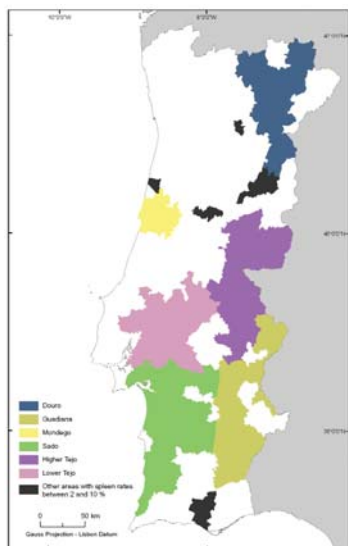 10°0'0"W
8°0'0"W
Douro
Guadiana
Mondego
Sado
Higher Tejo
Lower Tejo
Other areas with spleen rates
between 2 and 10 %
0 50 km
Gauss Projection - Lisbon Datum